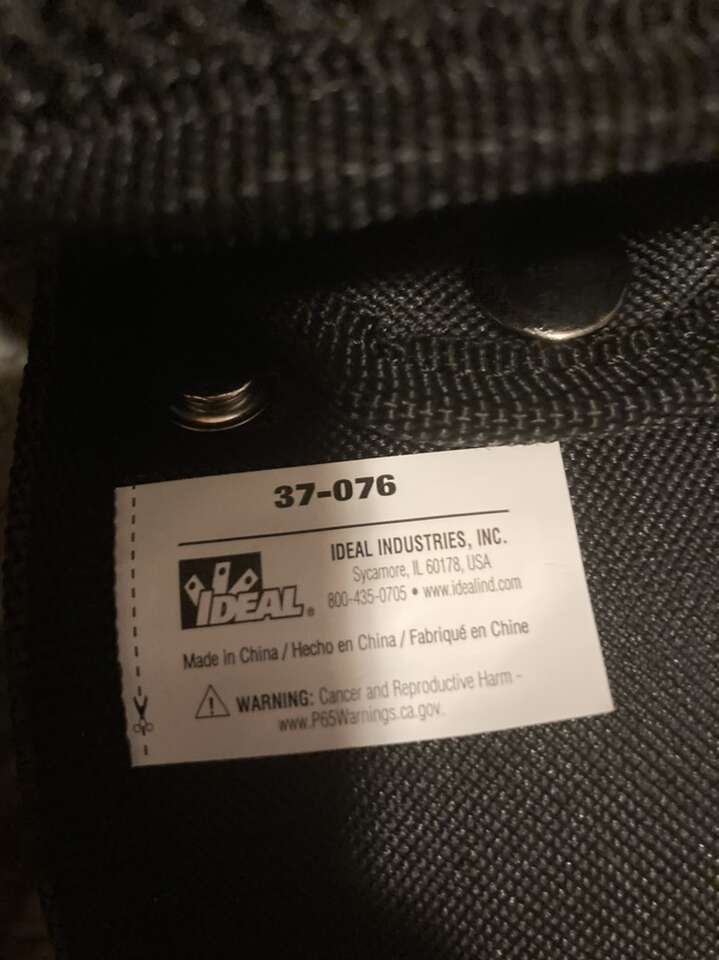 37-076
IDEAL®
IDEAL INDUSTRIES, INC.
Sycamore, IL 60178, USA
800-435-0705 • www.idealind.com
Made in China / Hecho en China / Fabriqué en Chine
WARNING: Cancer and Reproductive Harm -
www.P65Warnings.ca.gov.